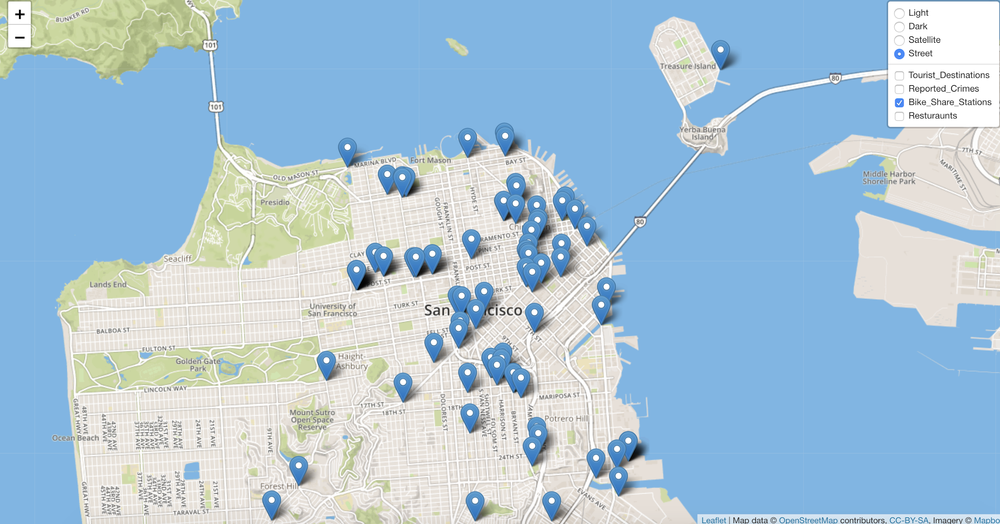 +
−
Light
Dark
Satellite
Street
Tourist_Destinations
Reported_Crimes
Bike_Share_Stations
Resturaunts
BUNKER RD
WY
101
101
80
80
Treasure Island
Yerba Buena
Island
7TH ST
MARITIME ST
Middle Harbor
Shoreline Park
MARINA BLVD
Fort Mason
BAY ST
OLD MASON ST
Presidio
HYDE ST
GOUGH ST
FRANKLIN ST
RAMENTO ST
PINE ST
POST ST
CLAY
POST ST
Seacliff
Lands End
University of
San Francisco
TURK ST
San
cisco
BALBOA ST
FELL ST
ST
7TH ST
9TH ST
FULTON ST
Golden Gate
Park
Haight-
Ashbury
LINCOLN WAY
MARIPOSA ST
17TH ST
18TH ST
18TH
Mount Sutro
Open Space
Reserve
DOLORES ST
S VAN NESS AVE
SHOTWELL ST
FOLSOM ST
HARRISON ST
BRYANT ST
Potrero Hill
24TH ST
GREAT HWY
48TH AVE
44TH AVE
43RD AVE
42ND AVE
37TH AVE
36TH AVE
35TH AVE
34TH AVE
33RD AVE
32ND AVE
31ST AVE
29TH AVE
28TH AVE
24TH AVE
21ST AVE
9TH AVE
Ocean Beach
Forest Hill
GREAT HWY
45TH AVE
44TH AVE
43RD AVE
42ND AVE
37TH AVE
36TH AVE
35TH AVE
34TH AVE
33RD AVE
32ND AVE
31ST AVE
29TH AVE
28TH AVE
24TH AVE
21ST AVE
TARAVAL ST
EVANS AVE
Leaflet | Map data © OpenStreetMap contributors, CC-BY-SA, Imagery © Mapbo